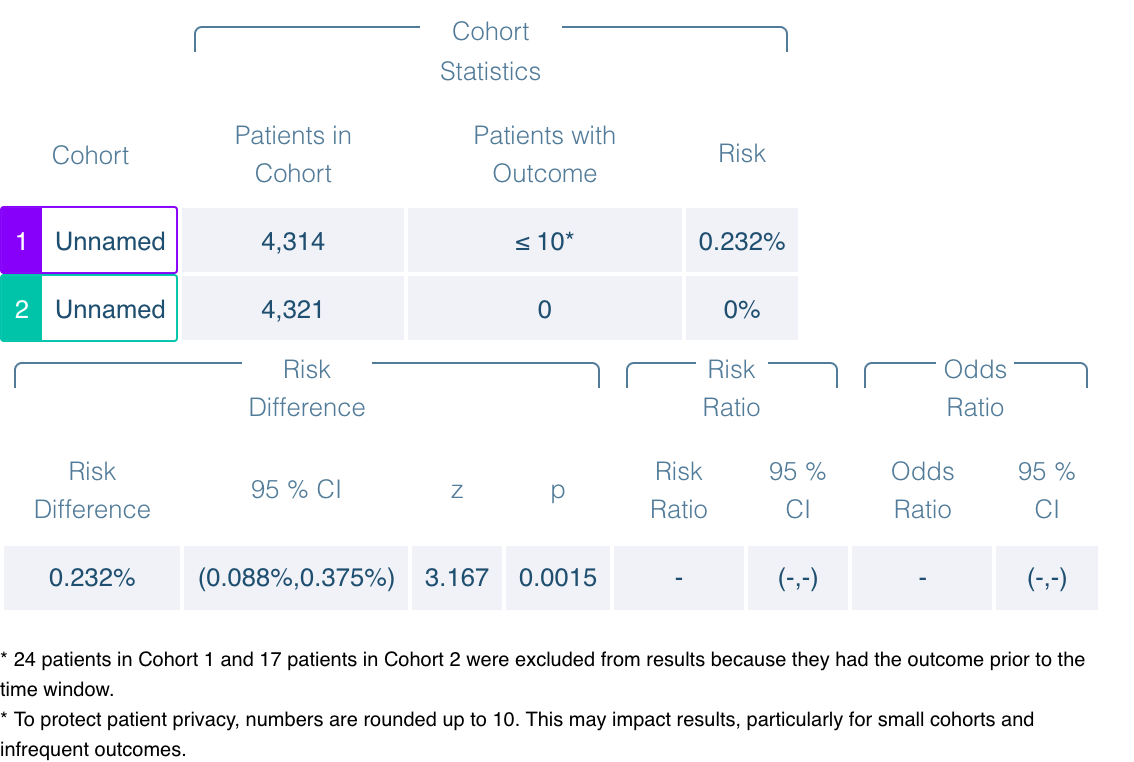 Cohort
Statistics
Cohort
Patients in
Cohort
Patients with
Outcome
Risk
1 Unnamed 4,314 ≤ 10* 0.232%
2 Unnamed 4,321 0 0%
Risk
Difference
Risk
Ratio
Odds
Ratio
Risk
Difference
95 % CI
z
p
Risk
Ratio
95 %
CI
Odds
Ratio
95 %
CI
0.232% (0.088%,0.375%) 3.167 0.0015 - (-,-) - (-,-)
* 24 patients in Cohort 1 and 17 patients in Cohort 2 were excluded from results because they had the outcome prior to the
time window.
* To protect patient privacy, numbers are rounded up to 10. This may impact results, particularly for small cohorts and
infrequent outcomes.